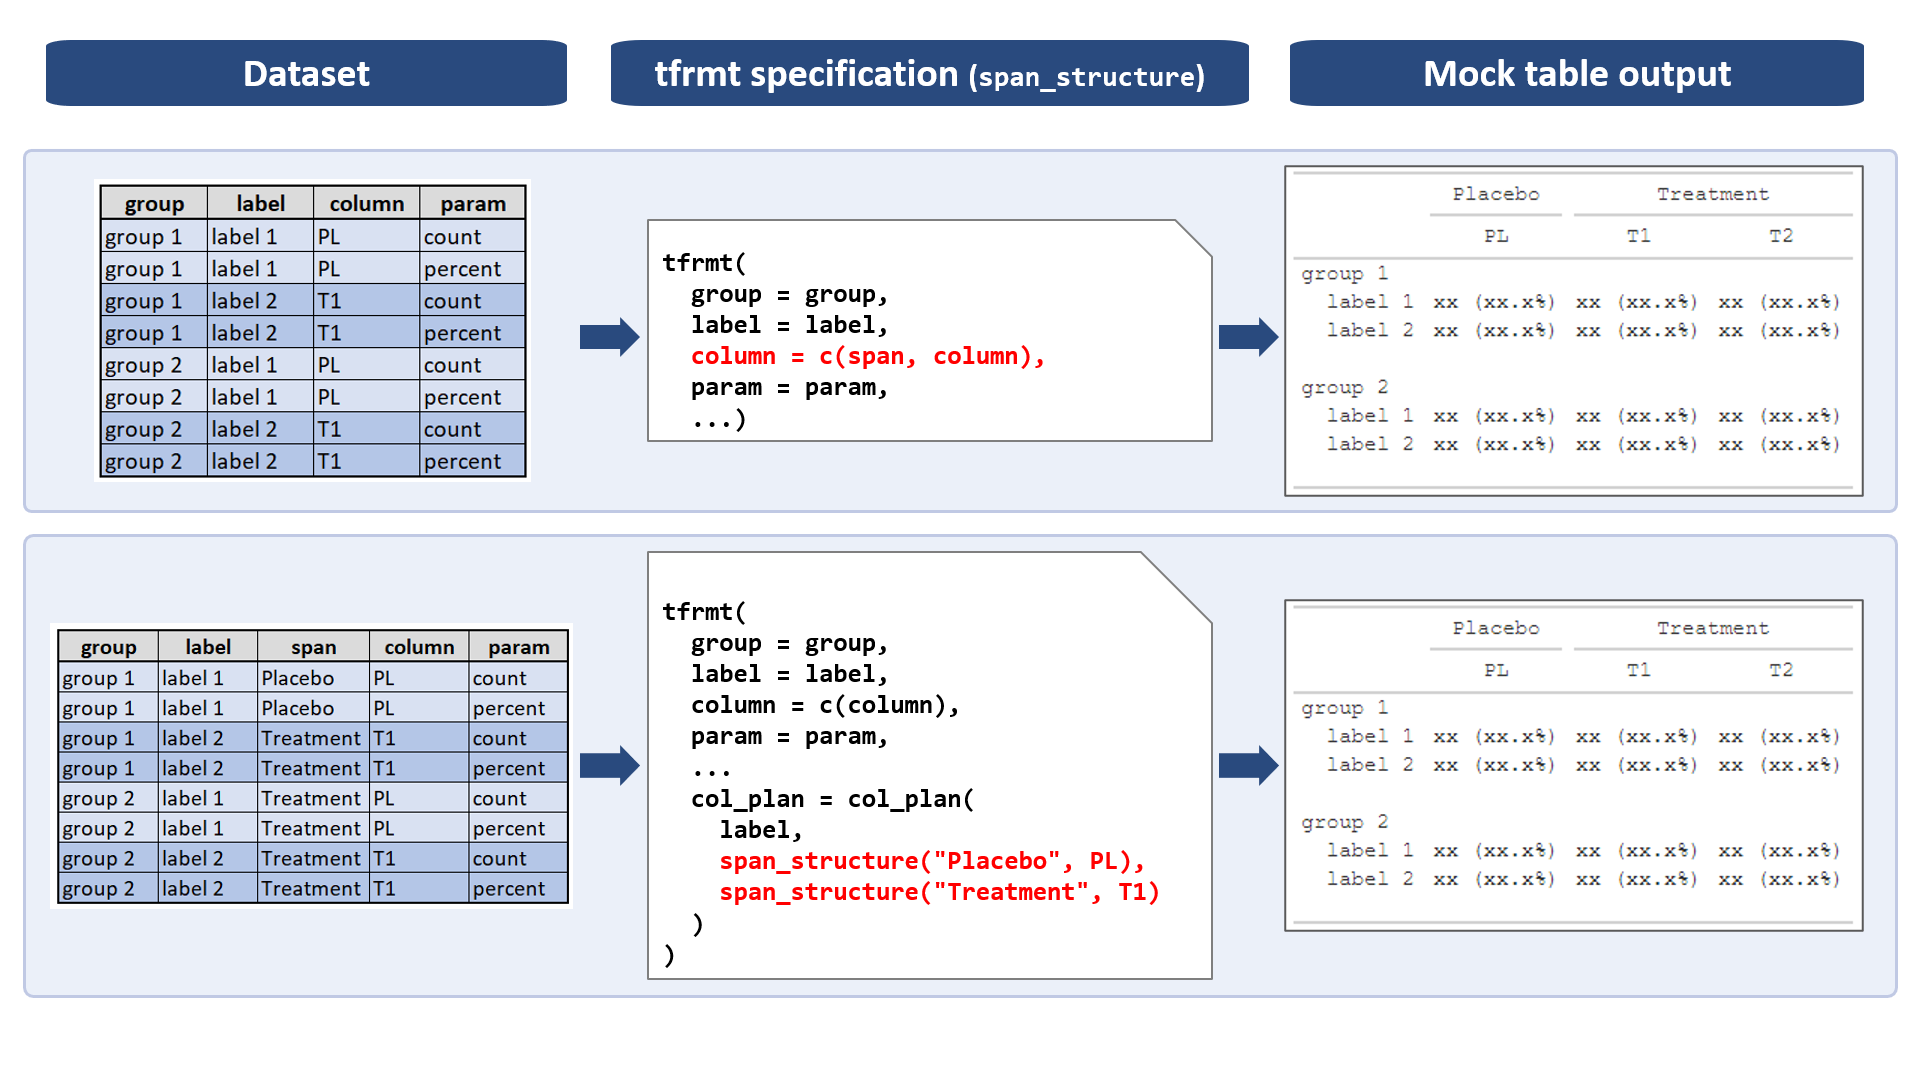 Dataset
tfrmt specification (span_structure)
Mock table output
group label column param
group 1 label 1 PL count
group 1 label 1 PL percent
group 1 label 2 T1 count
group 1 label 2 T1 percent
group 2 label 1 PL count
group 2 label 1 PL percent
group 2 label 2 T1 count
group 2 label 2 T1 percent
tfrmt(
  group = group,
  label = label,
  column = c(span, column),
  param = param,
  ...)
Placebo Treatment
PL T1 T2
group 1
label 1 xx (xx.x%) xx (xx.x%) xx (xx.x%)
label 2 xx (xx.x%) xx (xx.x%) xx (xx.x%)
group 2
label 1 xx (xx.x%) xx (xx.x%) xx (xx.x%)
label 2 xx (xx.x%) xx (xx.x%) xx (xx.x%)
group label span column param
group 1 label 1 Placebo PL count
group 1 label 1 Placebo PL percent
group 1 label 2 Treatment T1 count
group 1 label 2 Treatment T1 percent
group 2 label 1 Treatment PL count
group 2 label 1 Treatment PL percent
group 2 label 2 Treatment T1 count
group 2 label 2 Treatment T1 percent
tfrmt(
  group = group,
  label = label,
  column = c(column),
  param = param,
  ...
  col_plan = col_plan(
    label,
    span_structure("Placebo", PL),
    span_structure("Treatment", T1)
  )
)
Placebo Treatment
PL T1 T2
group 1
label 1 xx (xx.x%) xx (xx.x%) xx (xx.x%)
label 2 xx (xx.x%) xx (xx.x%) xx (xx.x%)
group 2
label 1 xx (xx.x%) xx (xx.x%) xx (xx.x%)
label 2 xx (xx.x%) xx (xx.x%) xx (xx.x%)